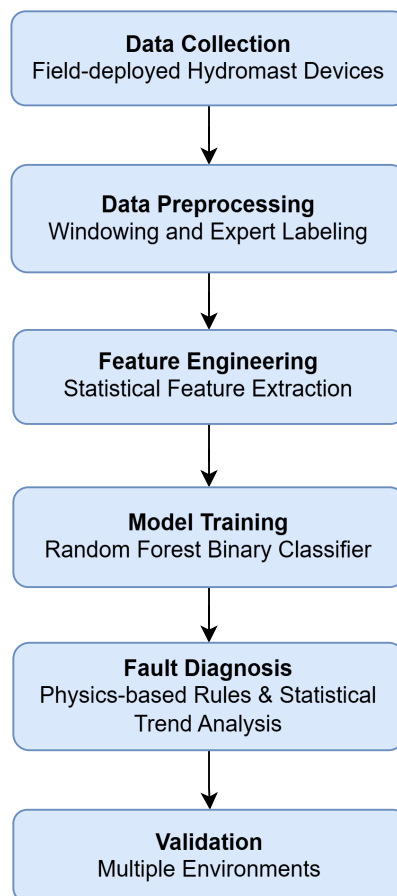 Data Collection
Field-deployed Hydromast Devices
Data Preprocessing
Windowing and Expert Labeling
Feature Engineering
Statistical Feature Extraction
Model Training
Random Forest Binary Classifier
Fault Diagnosis
Physics-based Rules & Statistical
Trend Analysis
Validation
Multiple Environments